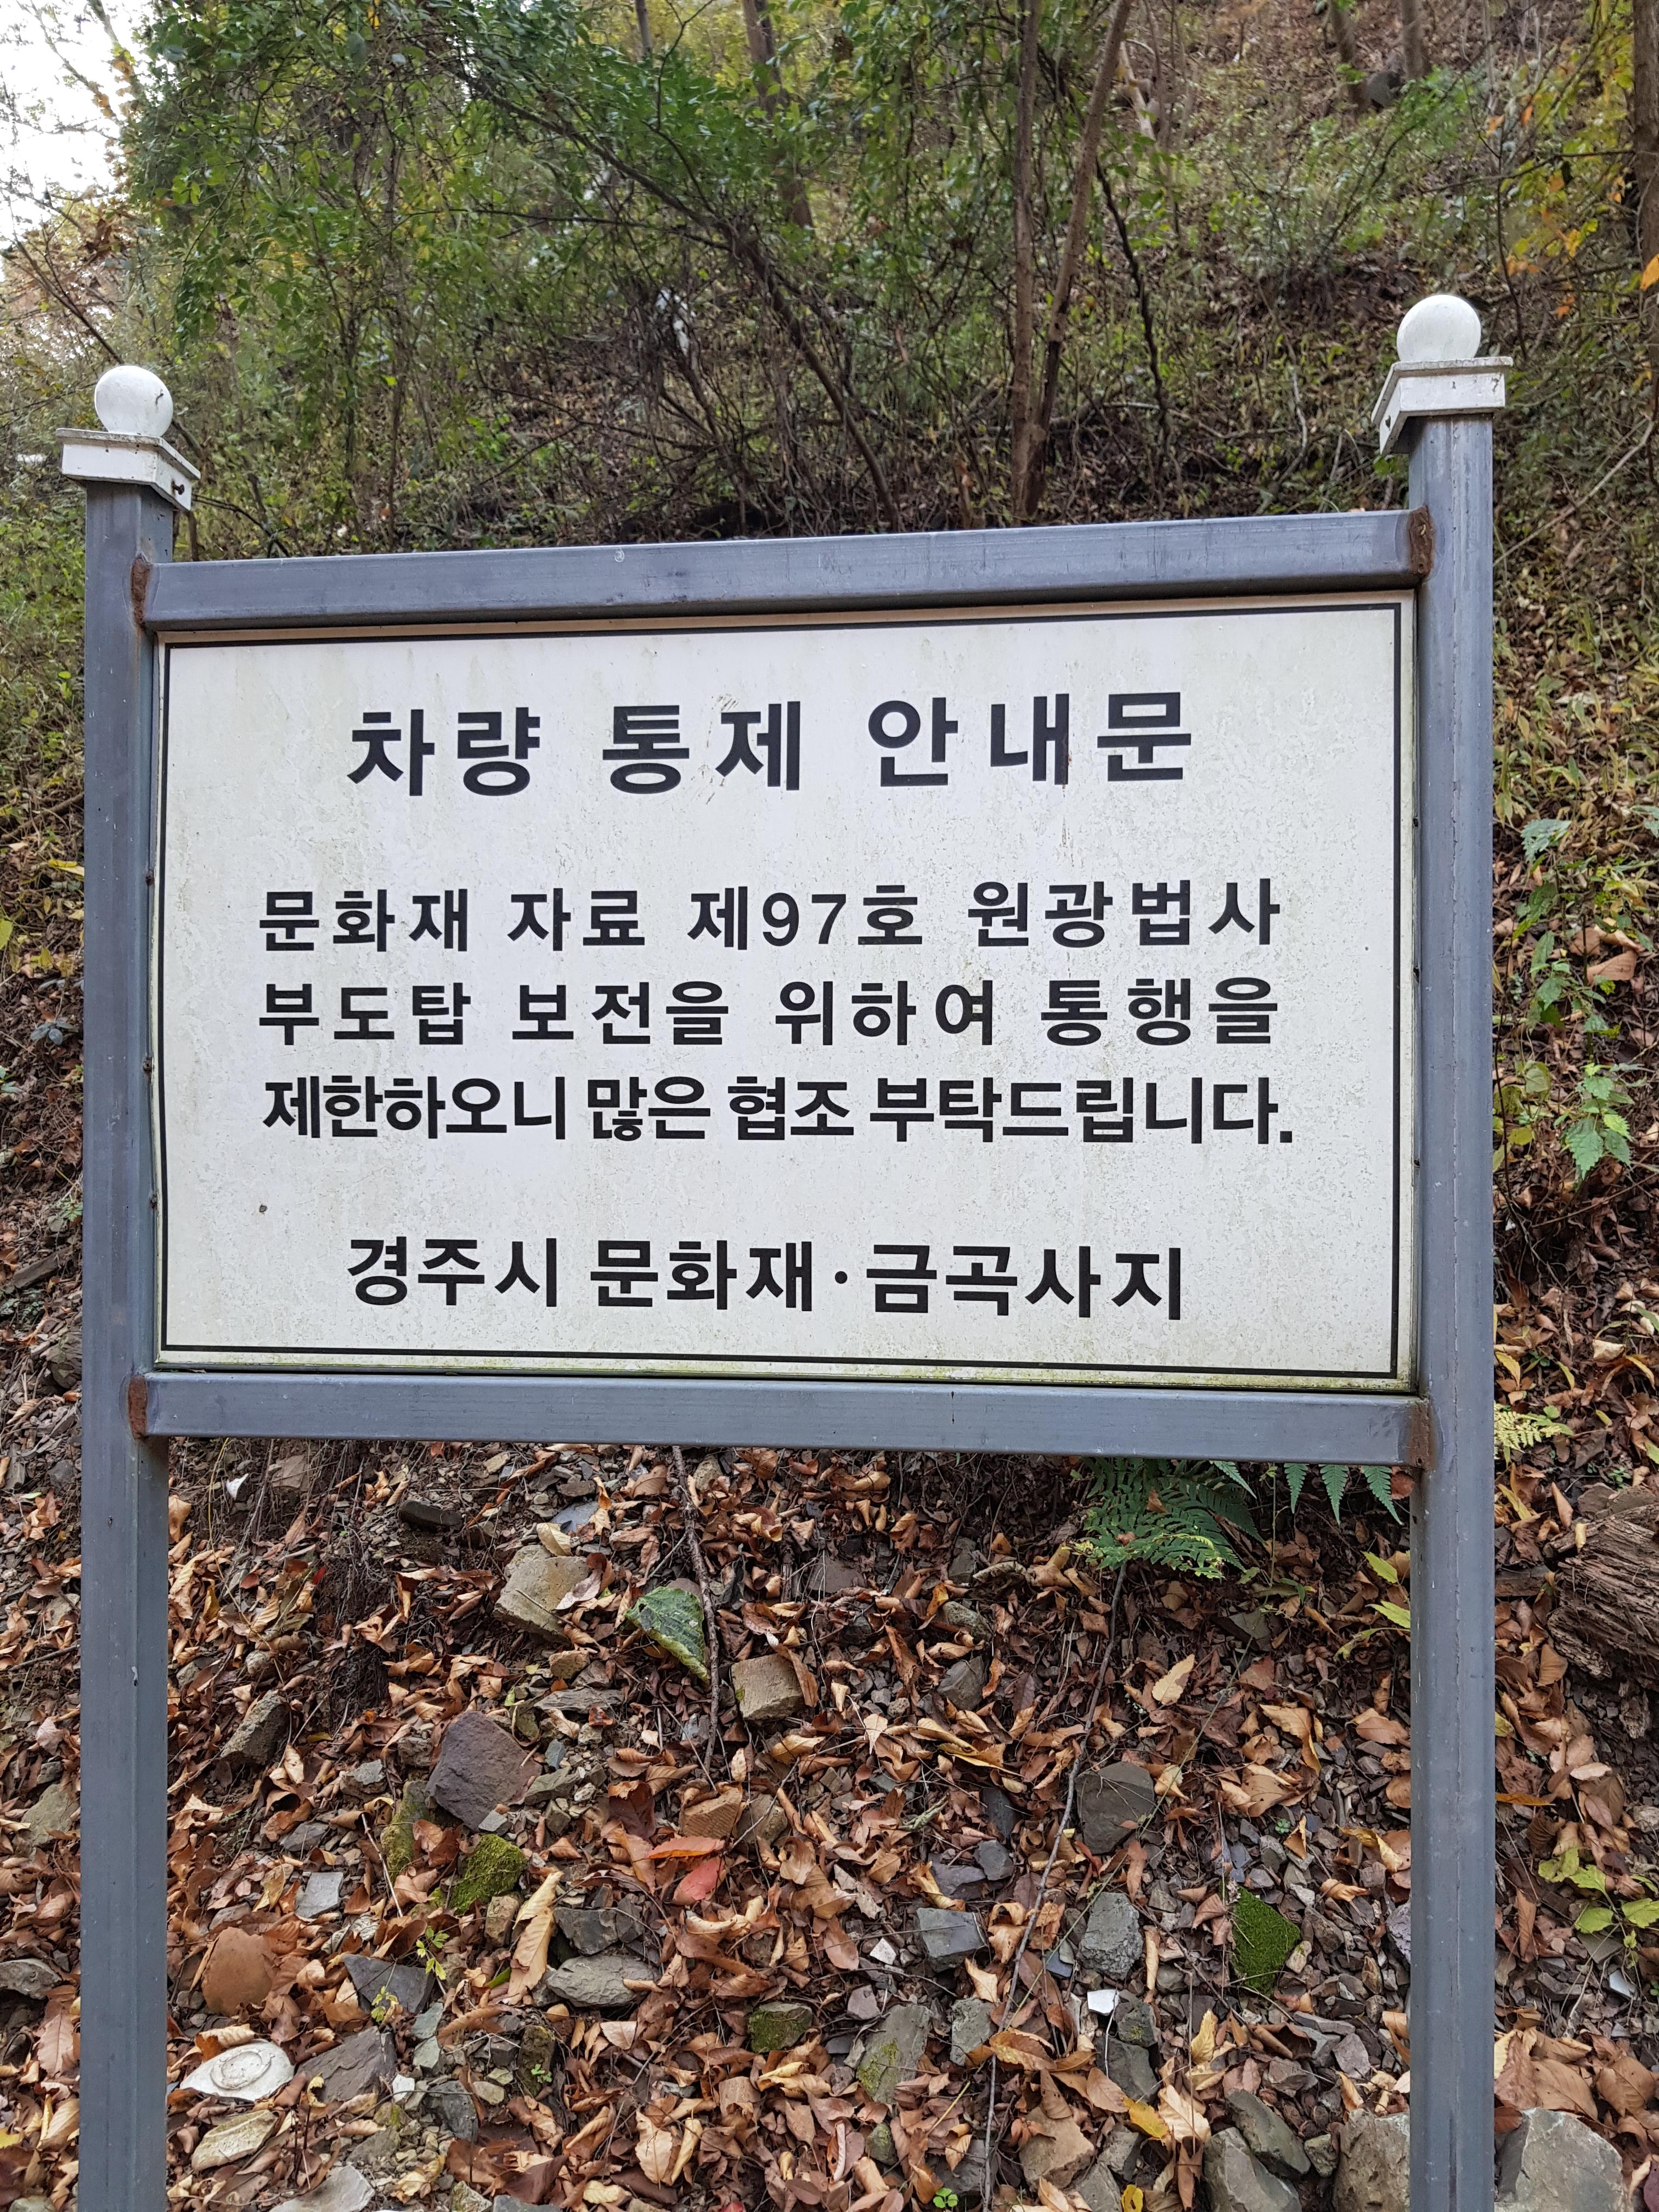 차량 통제 안내문
문화재 자료 제97호 원광법사
부도탑 보전을 위하여 통행을
제한하오니 많은 협조 부탁드립니다.
경주시 문화재·금곡사지